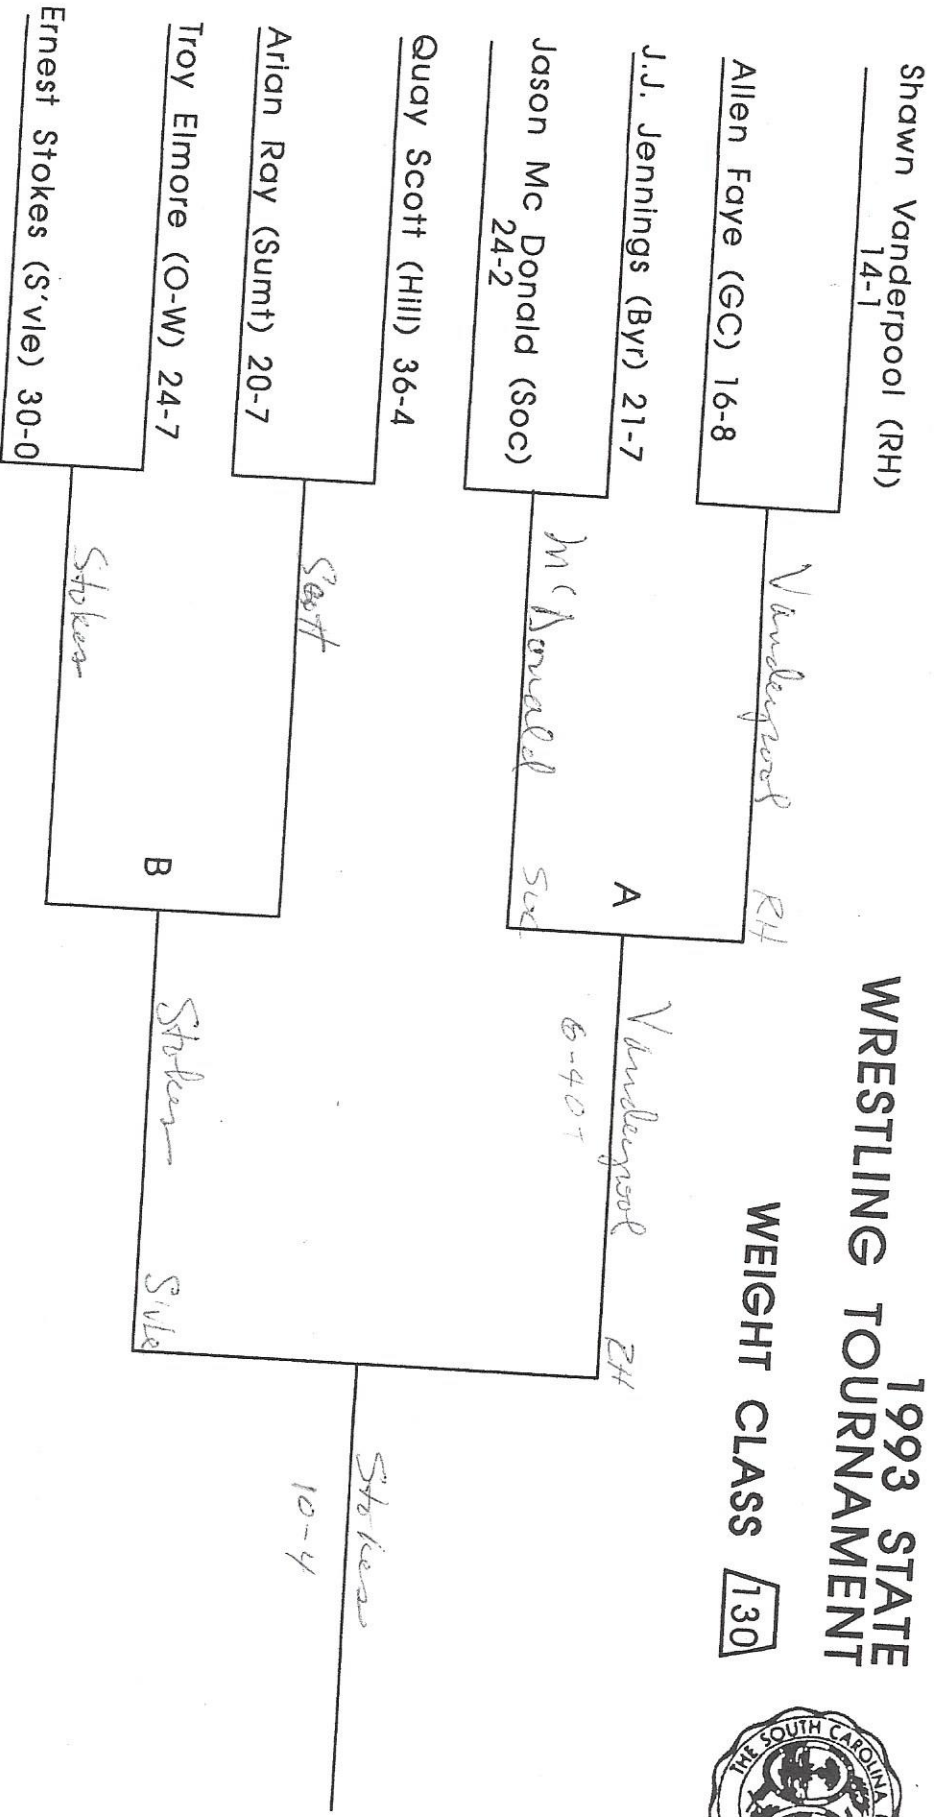 1993 STATE
WRESTLING TOURNAMENT
WEIGHT CLASS 130
THE SOUTH CAROLINA
Shawn Vanderpool (RH)
14-1
Allen Faye (GC) 16-8
J.J. Jennings (Byr) 21-7
Jason Mc Donald (Soc)
24-2
Quay Scott (Hill) 36-4
Arian Ray (Sumt) 20-7
Troy Elmore (O-W) 24-7
Ernest Stokes (S'vle) 30-0
Vanderpool RH
McDonald Soc
Scott
Stokes
A
B
Vanderpool RH
6-4 OT
Stokes S'vle
Stokes
10-4